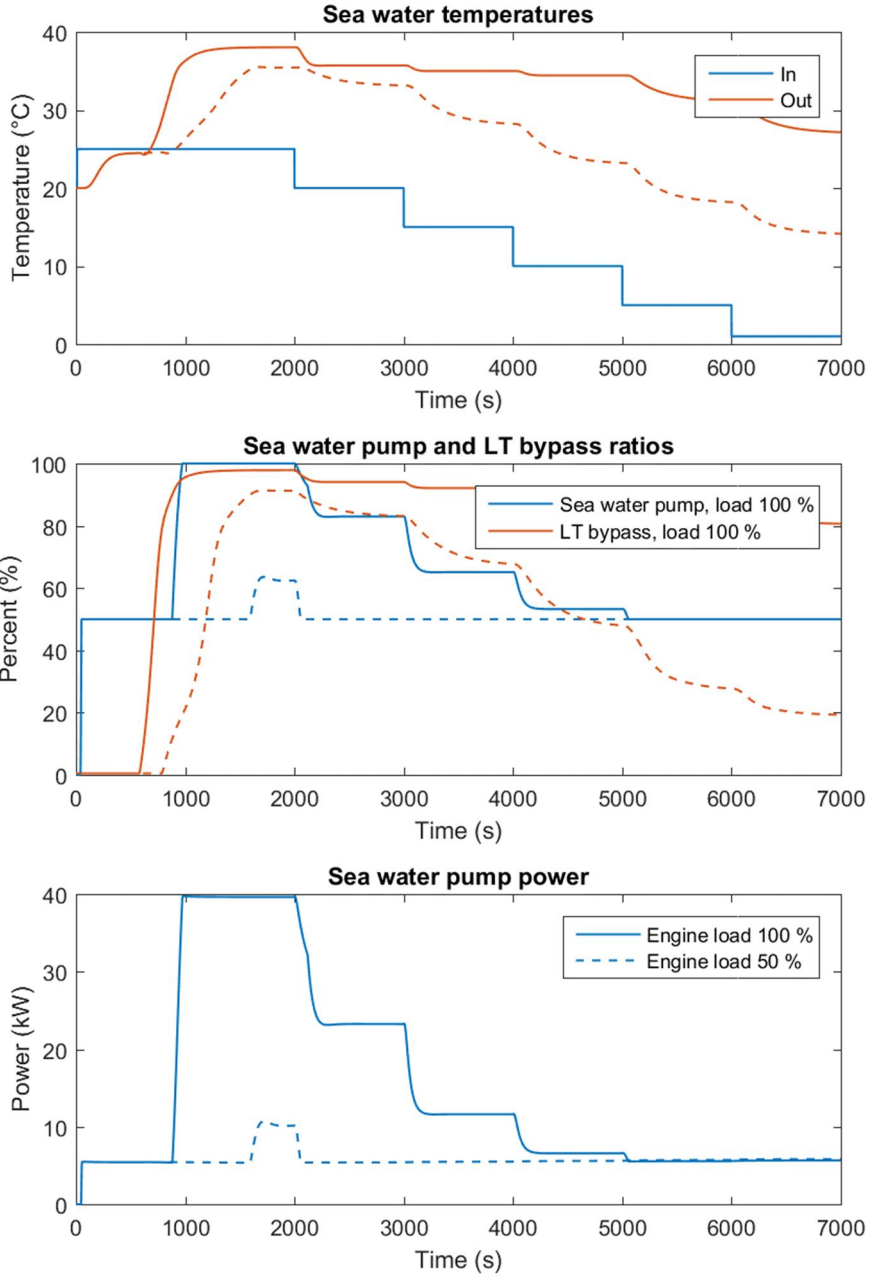 Sea water temperatures
40
30
20
10
0
Temperature (°C)
In
Out
0 1000 2000 3000 4000 5000 6000 7000
Time (s)
Sea water pump and LT bypass ratios
100
80
60
40
20
0
Percent (%)
Sea water pump, load 100 %
LT bypass, load 100 %
0 1000 2000 3000 4000 5000 6000 7000
Time (s)
Sea water pump power
40
30
20
10
0
Power (kW)
Engine load 100 %
Engine load 50 %
0 1000 2000 3000 4000 5000 6000 7000
Time (s)